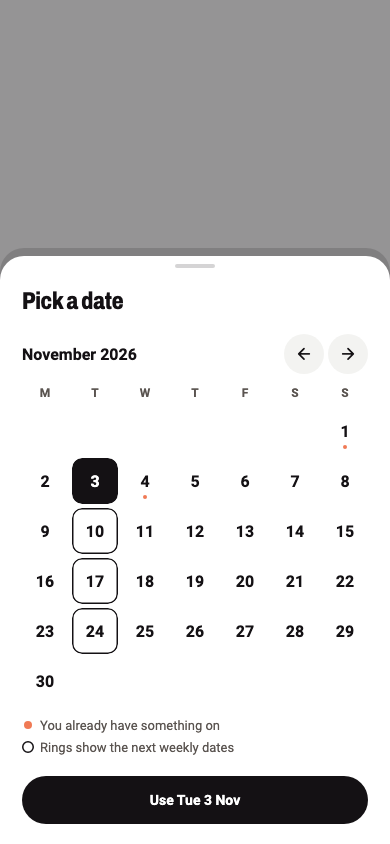 Pick a date
November 2026
M T W T F S S
1
2 3 4 5 6 7 8
9 10 11 12 13 14 15
16 17 18 19 20 21 22
23 24 25 26 27 28 29
30
You already have something on
Rings show the next weekly dates
Use Tue 3 Nov